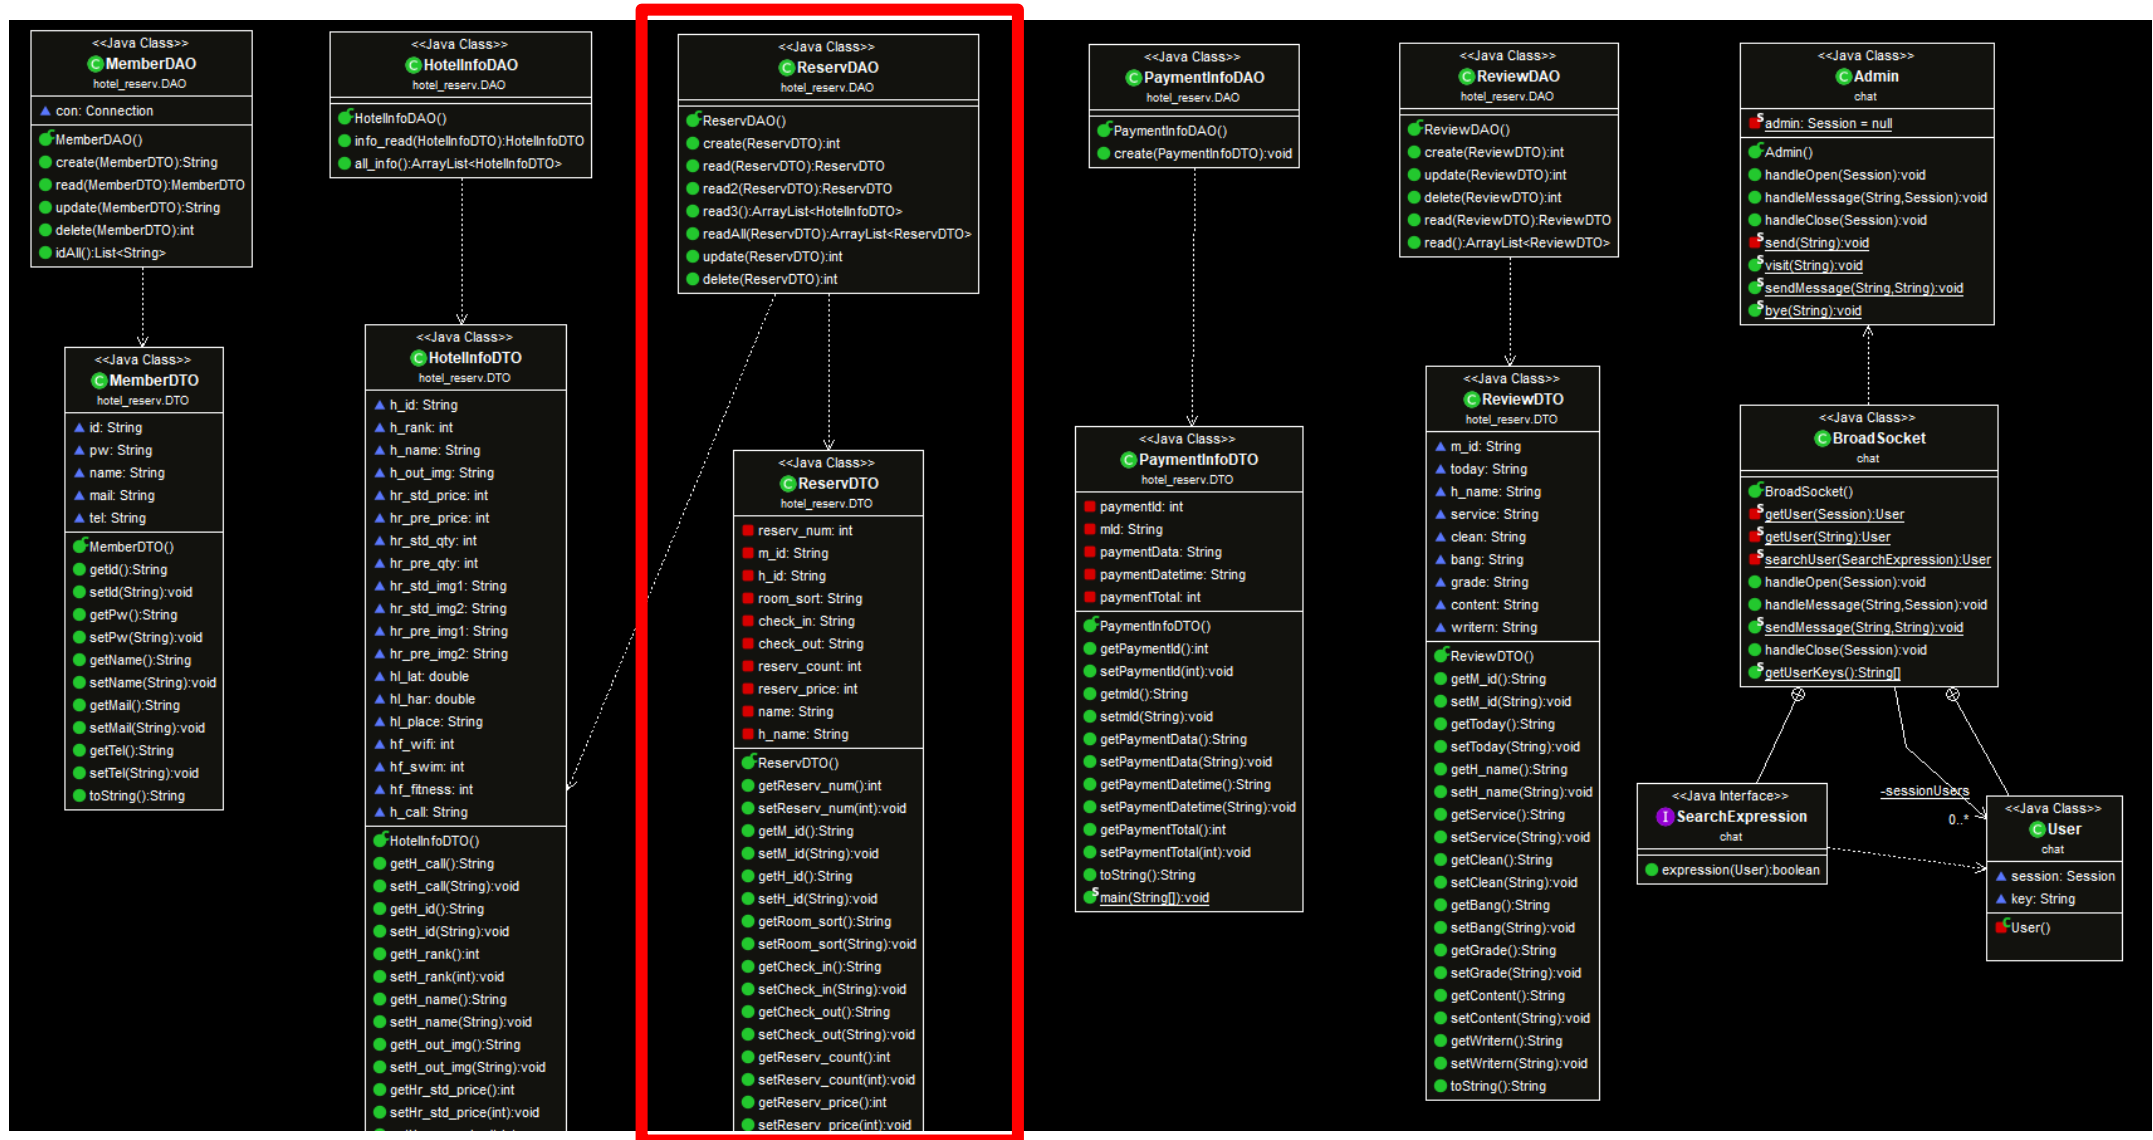 <<Java Class>>
MemberDAO
hotel_reserv.DAO
con: Connection
MemberDAO()
create(MemberDTO):String
read(MemberDTO):MemberDTO
update(MemberDTO):String
delete(MemberDTO):int
idAll():List<String>
<<Java Class>>
MemberDTO
hotel_reserv.DTO
id: String
pw: String
name: String
mail: String
tel: String
MemberDTO()
getId():String
setId(String):void
getPw():String
setPw(String):void
getName():String
setName(String):void
getMail():String
setMail(String):void
getTel():String
setTel(String):void
toString():String
<<Java Class>>
HotelInfoDAO
hotel_reserv.DAO
HotelInfoDAO()
info_read(HotelInfoDTO):HotelInfoDTO
all_info():ArrayList<HotelInfoDTO>
<<Java Class>>
HotelInfoDTO
hotel_reserv.DTO
h_id: String
h_rank: int
h_name: String
h_out_img: String
hr_std_price: int
hr_pre_price: int
hr_std_qty: int
hr_pre_qty: int
hr_std_img1: String
hr_std_img2: String
hr_pre_img1: String
hr_pre_img2: String
hl_lat: double
hl_har: double
hl_place: String
hf_wifi: int
hf_swim: int
hf_fitness: int
h_call: String
HotelInfoDTO()
getH_call():String
setH_call(String):void
getH_id():String
setH_id(String):void
getH_rank():int
setH_rank(int):void
getH_name():String
setH_name(String):void
getH_out_img():String
setH_out_img(String):void
getHr_std_price():int
setHr_std_price(int):void
<<Java Class>>
ReservDAO
hotel_reserv.DAO
ReservDAO()
create(ReservDTO):int
read(ReservDTO):ReservDTO
read2(ReservDTO):ReservDTO
read3():ArrayList<HotelInfoDTO>
readAll(ReservDTO):ArrayList<ReservDTO>
update(ReservDTO):int
delete(ReservDTO):int
<<Java Class>>
ReservDTO
hotel_reserv.DTO
reserv_num: int
m_id: String
h_id: String
room_sort: String
check_in: String
check_out: String
reserv_count: int
reserv_price: int
name: String
h_name: String
ReservDTO()
getReserv_num():int
setReserv_num(int):void
getM_id():String
setM_id(String):void
getH_id():String
setH_id(String):void
getRoom_sort():String
setRoom_sort(String):void
getCheck_in():String
setCheck_in(String):void
getCheck_out():String
setCheck_out(String):void
getReserv_count():int
setReserv_count(int):void
getReserv_price():int
setReserv_price(int):void
<<Java Class>>
PaymentInfoDAO
hotel_reserv.DAO
PaymentInfoDAO()
create(PaymentInfoDTO):void
<<Java Class>>
PaymentInfoDTO
hotel_reserv.DTO
paymentId: int
mId: String
paymentData: String
paymentDatetime: String
paymentTotal: int
PaymentInfoDTO()
getPaymentId():int
setPaymentId(int):void
getmId():String
setmId(String):void
getPaymentData():String
setPaymentData(String):void
getPaymentDatetime():String
setPaymentDatetime(String):void
getPaymentTotal():int
setPaymentTotal(int):void
toString():String
main(String[]):void
<<Java Class>>
ReviewDAO
hotel_reserv.DAO
ReviewDAO()
create(ReviewDTO):int
update(ReviewDTO):int
delete(ReviewDTO):int
read(ReviewDTO):ReviewDTO
read():ArrayList<ReviewDTO>
<<Java Class>>
ReviewDTO
hotel_reserv.DTO
m_id: String
today: String
h_name: String
service: String
clean: String
bang: String
grade: String
content: String
writern: String
ReviewDTO()
getM_id():String
setM_id(String):void
getToday():String
setToday(String):void
getH_name():String
setH_name(String):void
getService():String
setService(String):void
getClean():String
setClean(String):void
getBang():String
setBang(String):void
getGrade():String
setGrade(String):void
getContent():String
setContent(String):void
getWritern():String
setWritern(String):void
toString():String
<<Java Class>>
Admin
chat
admin: Session = null
Admin()
handleOpen(Session):void
handleMessage(String,Session):void
handleClose(Session):void
send(String):void
visit(String):void
sendMessage(String,String):void
bye(String):void
<<Java Class>>
BroadSocket
chat
BroadSocket()
getUser(Session):User
getUser(String):User
searchUser(SearchExpression):User
handleOpen(Session):void
handleMessage(String,Session):void
sendMessage(String,String):void
handleClose(Session):void
getUserKeys():String[]
-sessionUsers
0..*
<<Java Interface>>
SearchExpression
chat
expression(User):boolean
<<Java Class>>
User
chat
session: Session
key: String
User()